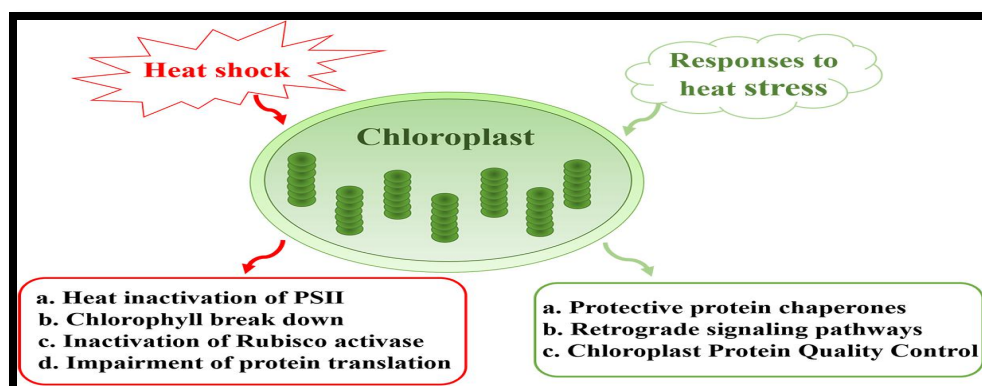 Heat shock
Responses to
heat stress
Chloroplast
a. Heat inactivation of PSII
b. Chlorophyll break down
c. Inactivation of Rubisco activase
d. Impairment of protein translation
a. Protective protein chaperones
b. Retrograde signaling pathways
c. Chloroplast Protein Quality Control